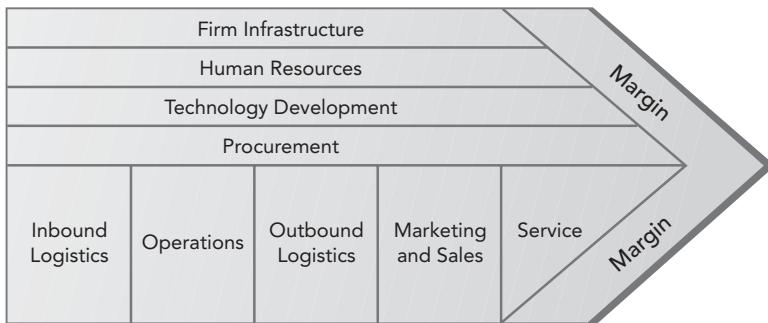 Firm Infrastructure
Human Resources
Technology Development
Procurement
Margin
Inbound
Logistics
Operations
Outbound
Logistics
Marketing
and Sales
Service
Margin